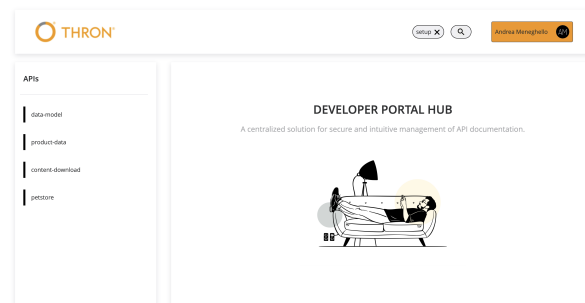 THRON
setup
Andrea Meneghello
AM
APIs
data-model
product-data
content-download
petstore
DEVELOPER PORTAL HUB
A centralized solution for secure and intuitive management of API documentation.